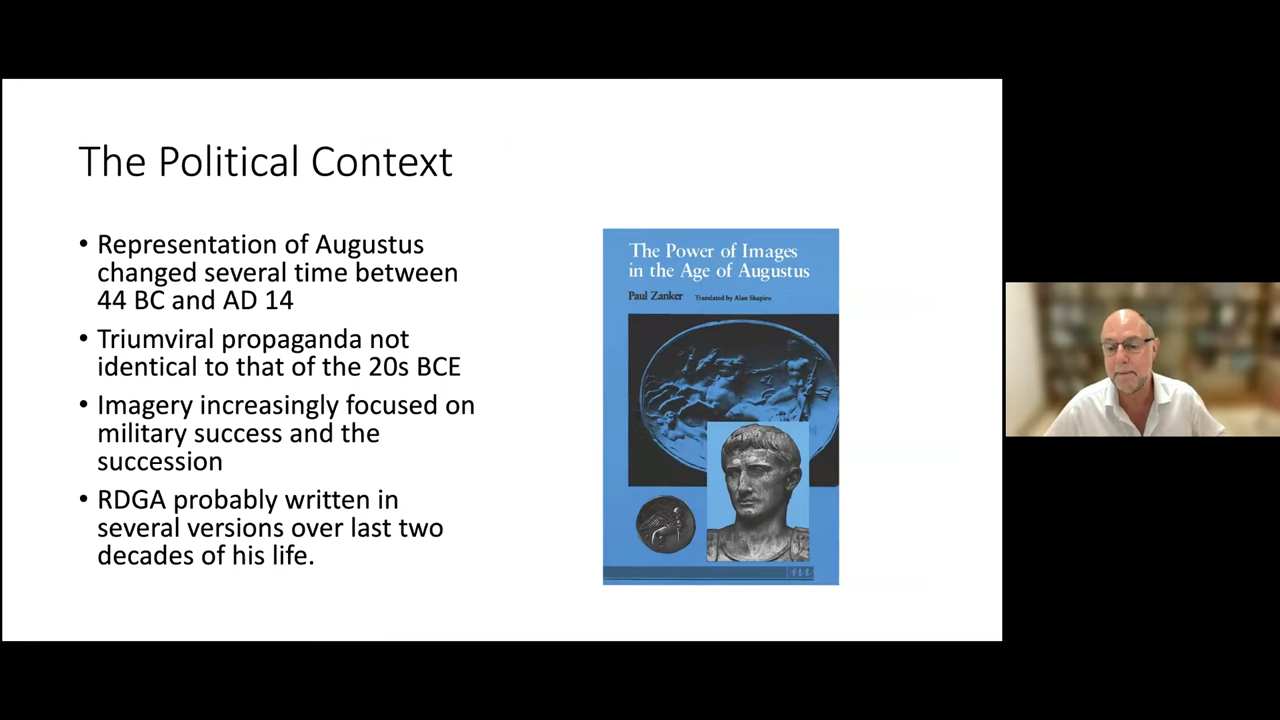 The Political Context
• Representation of Augustus
changed several time between
44 BC and AD 14
• Triumviral propaganda not
identical to that of the 20s BCE
• Imagery increasingly focused on
military success and the
succession
• RDGA probably written in
several versions over last two
decades of his life.
The Power of Images
in the Age of Augustus
Paul Zanker Translated by Alan Shapiro